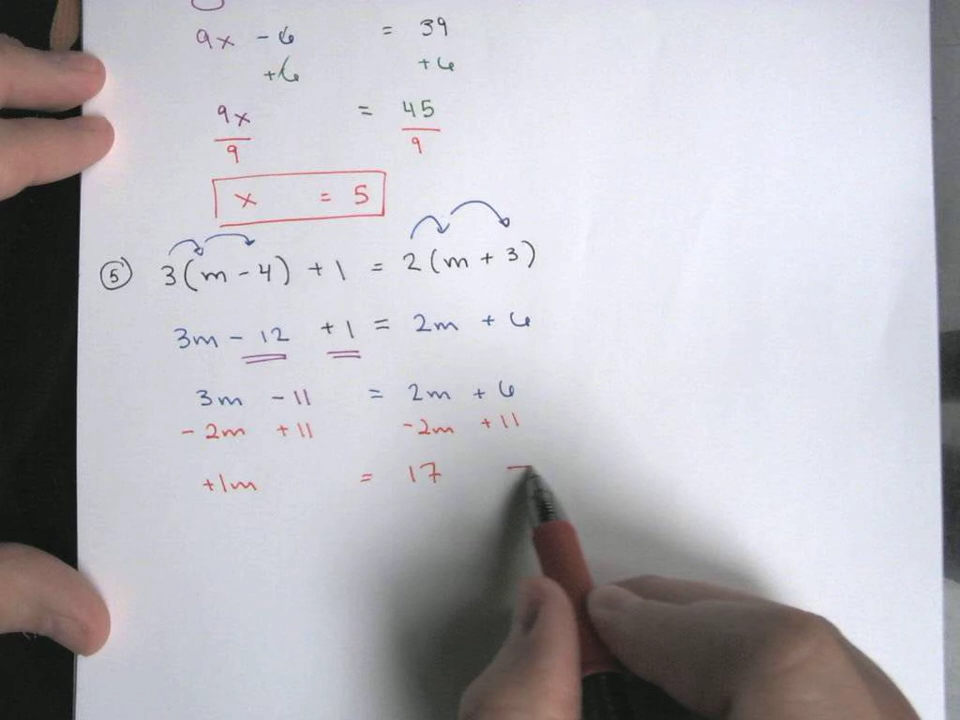 9x - 6 = 39
+6 +6
9x = 45
9 9
x = 5
5 3(m - 4) + 1 = 2(m + 3)
3m - 12 + 1 = 2m + 6
3m - 11 = 2m + 6
- 2m + 11 - 2m + 11
+1m = 17